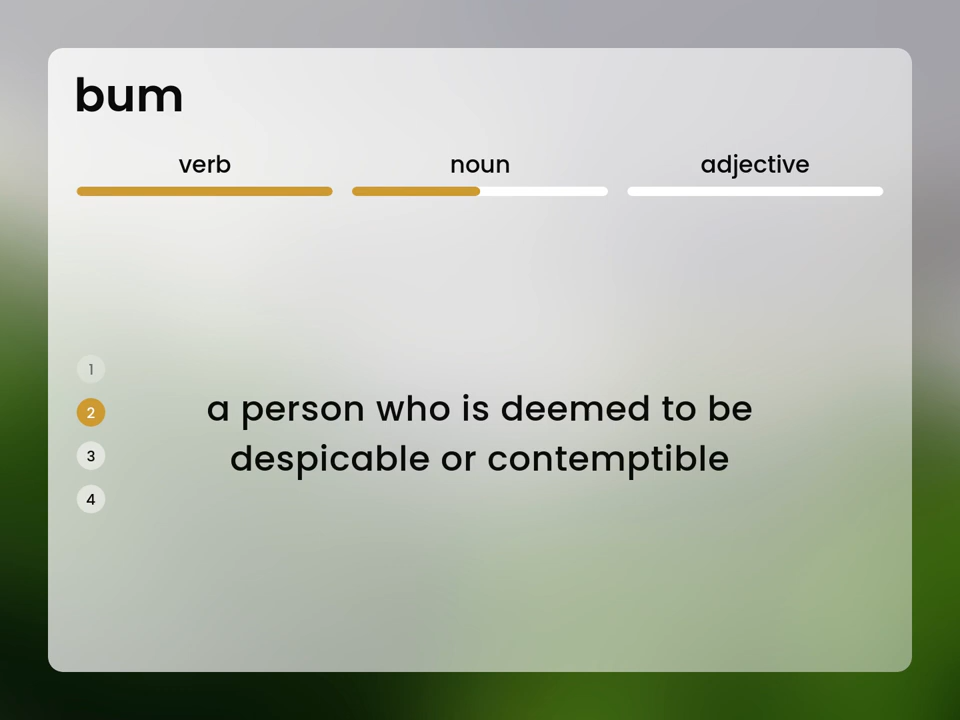 bum
verb noun adjective
1
2
3
4
a person who is deemed to be
despicable or contemptible